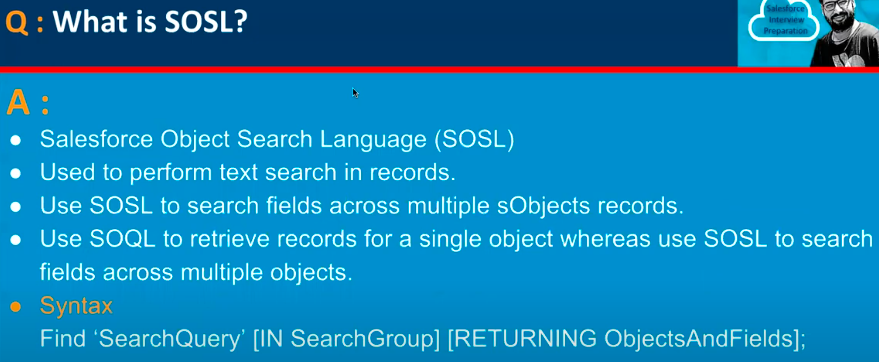 Q : What is SOSL?
Salesforce
Interview
Preparation
A :
● Salesforce Object Search Language (SOSL)
● Used to perform text search in records.
● Use SOSL to search fields across multiple sObjects records.
● Use SOQL to retrieve records for a single object whereas use SOSL to search
fields across multiple objects.
● Syntax
Find ‘SearchQuery’ [IN SearchGroup] [RETURNING ObjectsAndFields];